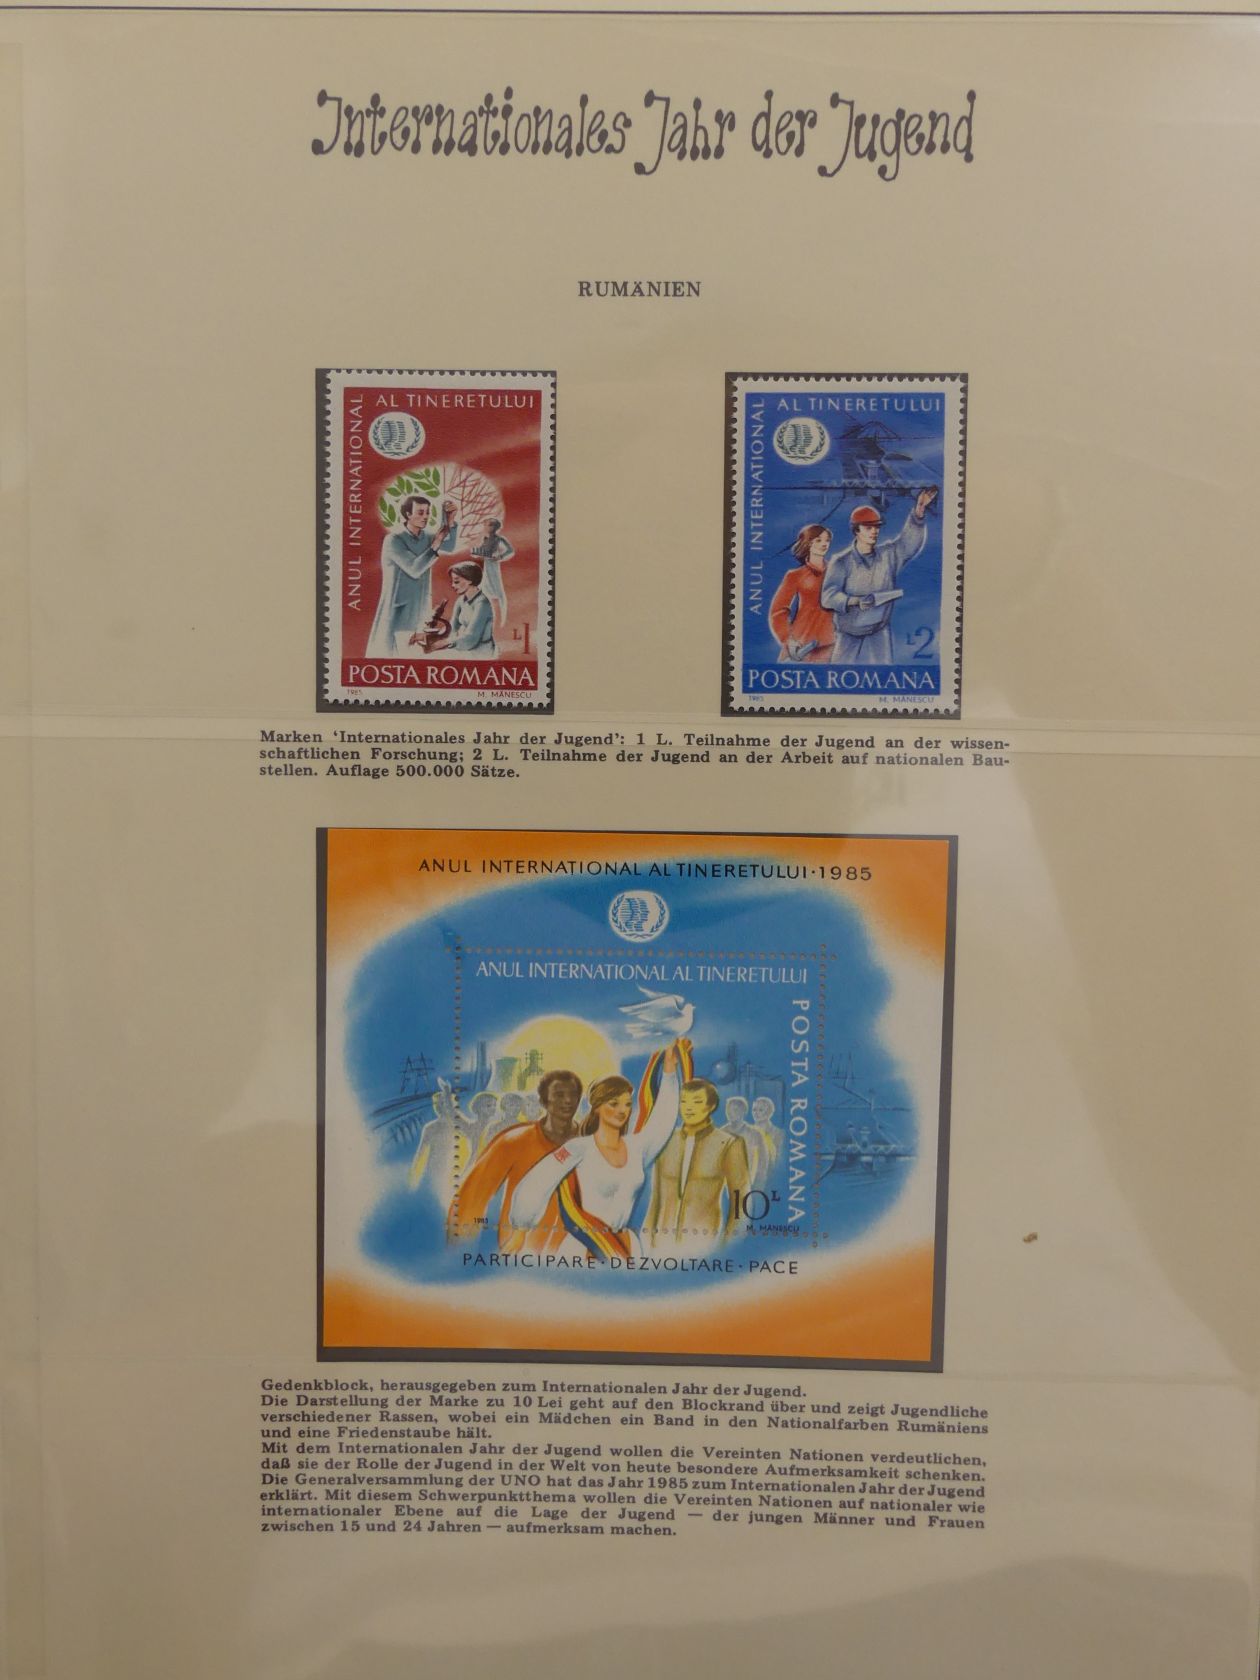 Internationales Jahr der Jugend
RUMÄNIEN
ANUL INTERNATIONAL AL TINERETULUI
L1
POSTA ROMANA
1985 M. MĂNESCU
ANUL INTERNATIONAL AL TINERETULUI
L2
POSTA ROMANA
1985 M. MĂNESCU
Marken ‘Internationales Jahr der Jugend’: 1 L. Teilnahme der Jugend an der wissen-
schaftlichen Forschung; 2 L. Teilnahme der Jugend an der Arbeit auf nationalen Bau-
stellen. Auflage 500.000 Sätze.
ANUL INTERNAȚIONAL AL TINERETULUI·1985
ANUL INTERNATIONAL AL TINERETULUI
POSTA ROMANA
10L
1985 M. MĂNESCU
PARTICIPARE·DEZVOLTARE·PACE
Gedenkblock, herausgegeben zum Internationalen Jahr der Jugend.
Die Darstellung der Marke zu 10 Lei geht auf den Blockrand über und zeigt Jugendliche
verschiedener Rassen, wobei ein Mädchen ein Band in den Nationalfarben Rumäniens
und eine Friedenstaube hält.
Mit dem Internationalen Jahr der Jugend wollen die Vereinten Nationen verdeutlichen,
daß sie der Rolle der Jugend in der Welt von heute besondere Aufmerksamkeit schenken.
Die Generalversammlung der UNO hat das Jahr 1985 zum Internationalen Jahr der Jugend
erklärt. Mit diesem Schwerpunktthema wollen die Vereinten Nationen auf nationaler wie
internationaler Ebene auf die Lage der Jugend — der jungen Männer und Frauen
zwischen 15 und 24 Jahren — aufmerksam machen.